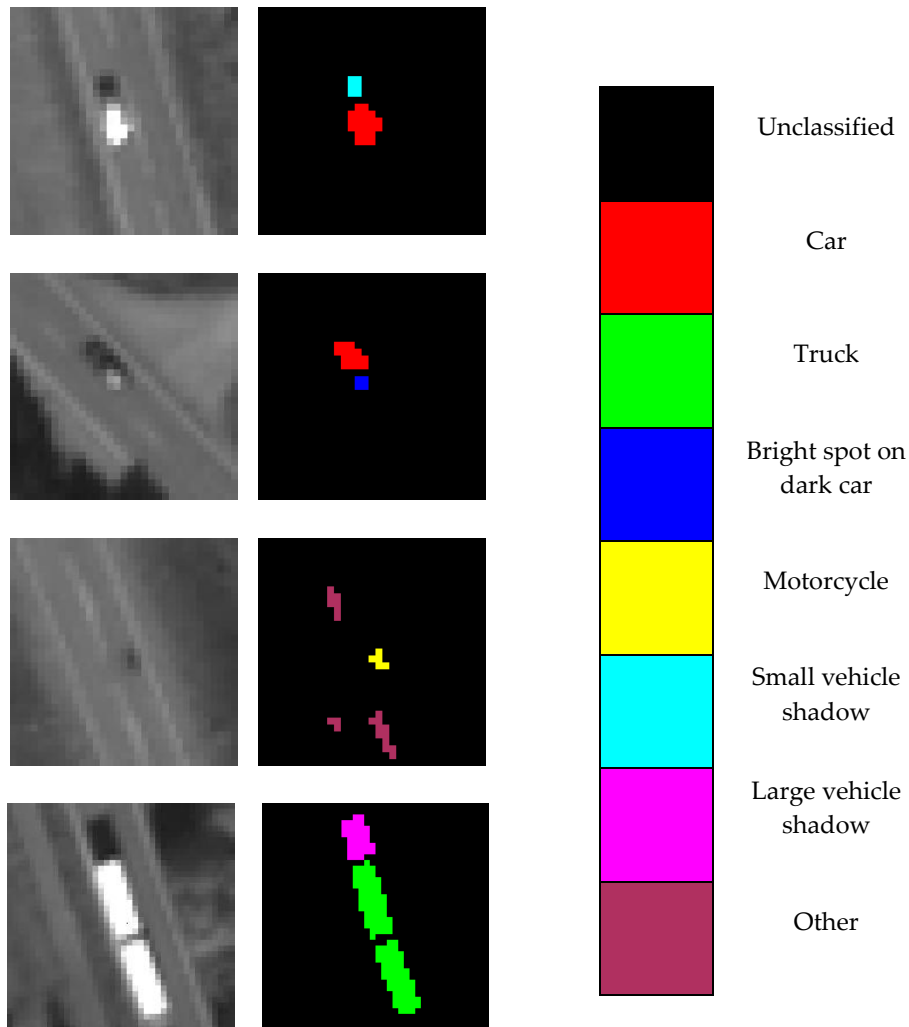 Unclassified
Car
Truck
Bright spot on
dark car
Motorcycle
Small vehicle
shadow
Large vehicle
shadow
Other